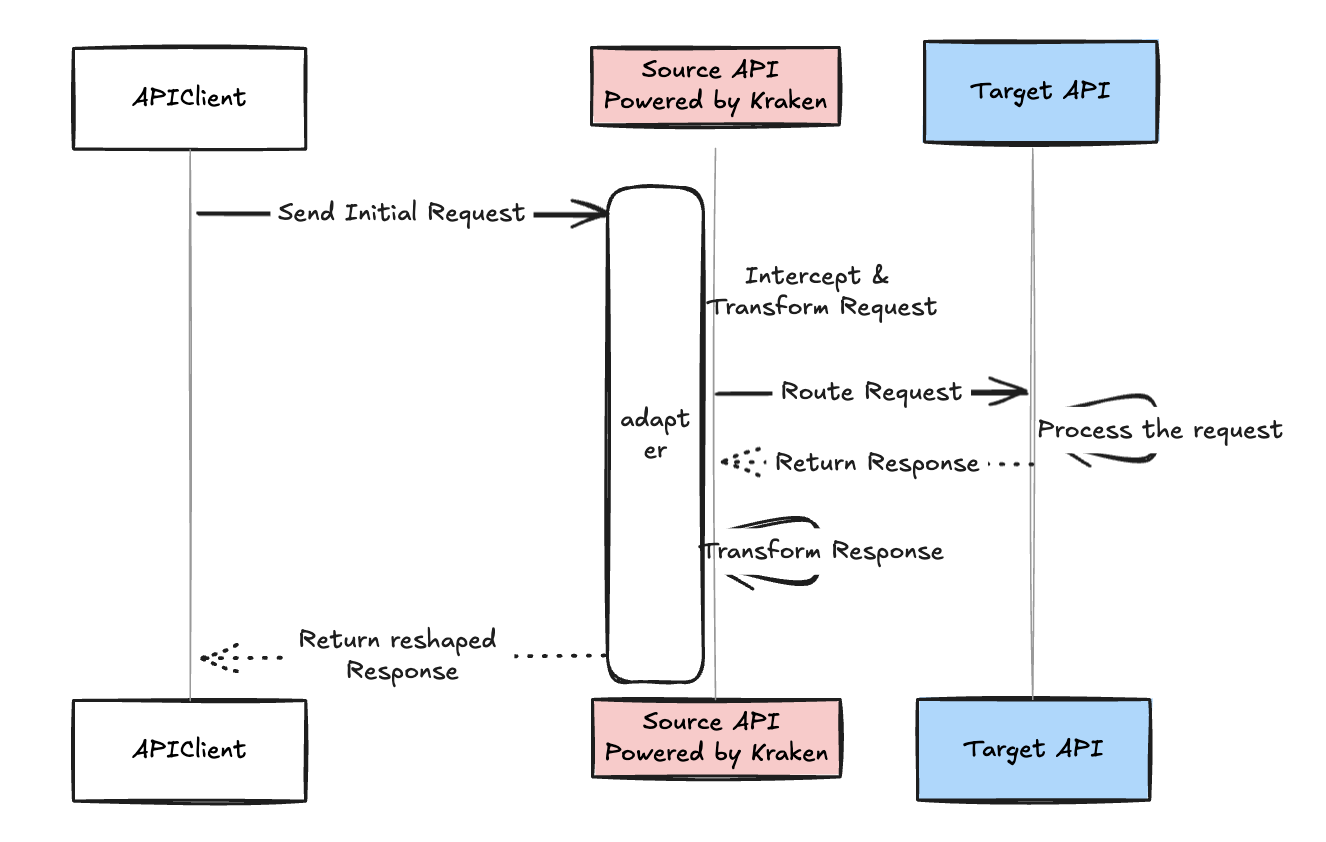 APIClient
Source API
Powered by Kraken
Target API
Send Initial Request
Intercept &
Transform Request
Route Request
adapt
er
Process the request
Return Response
Transform Response
Return reshaped
Response
APIClient
Source API
Powered by Kraken
Target API